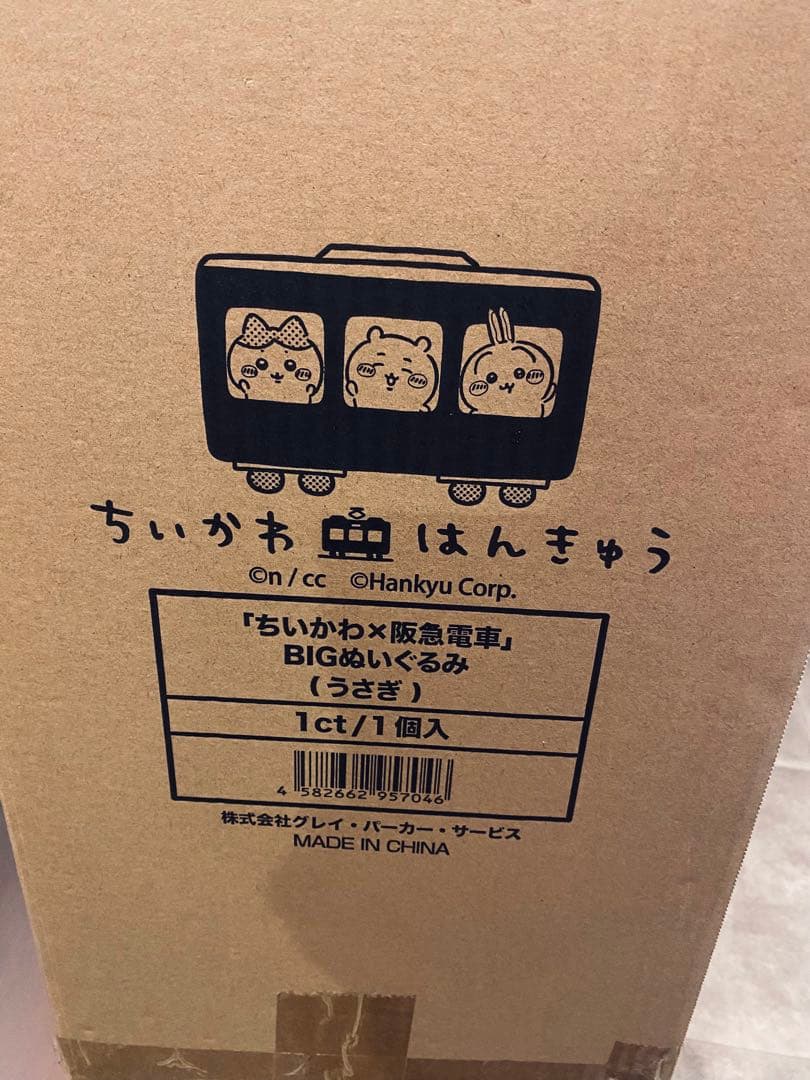 ちいかわ はんきゅう
©n / cc ©Hankyu Corp.
「ちいかわ×阪急電車」
BIGぬいぐるみ
(うさぎ)
1ct/1個入
4 582662 957046
株式会社グレイ・パーカー・サービス
MADE IN CHINA